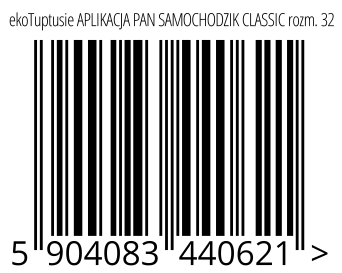 ekoTuptusie APLIKACJA PAN SAMOCHODZIK CLASSIC rozm. 32
5 904083 440621 >